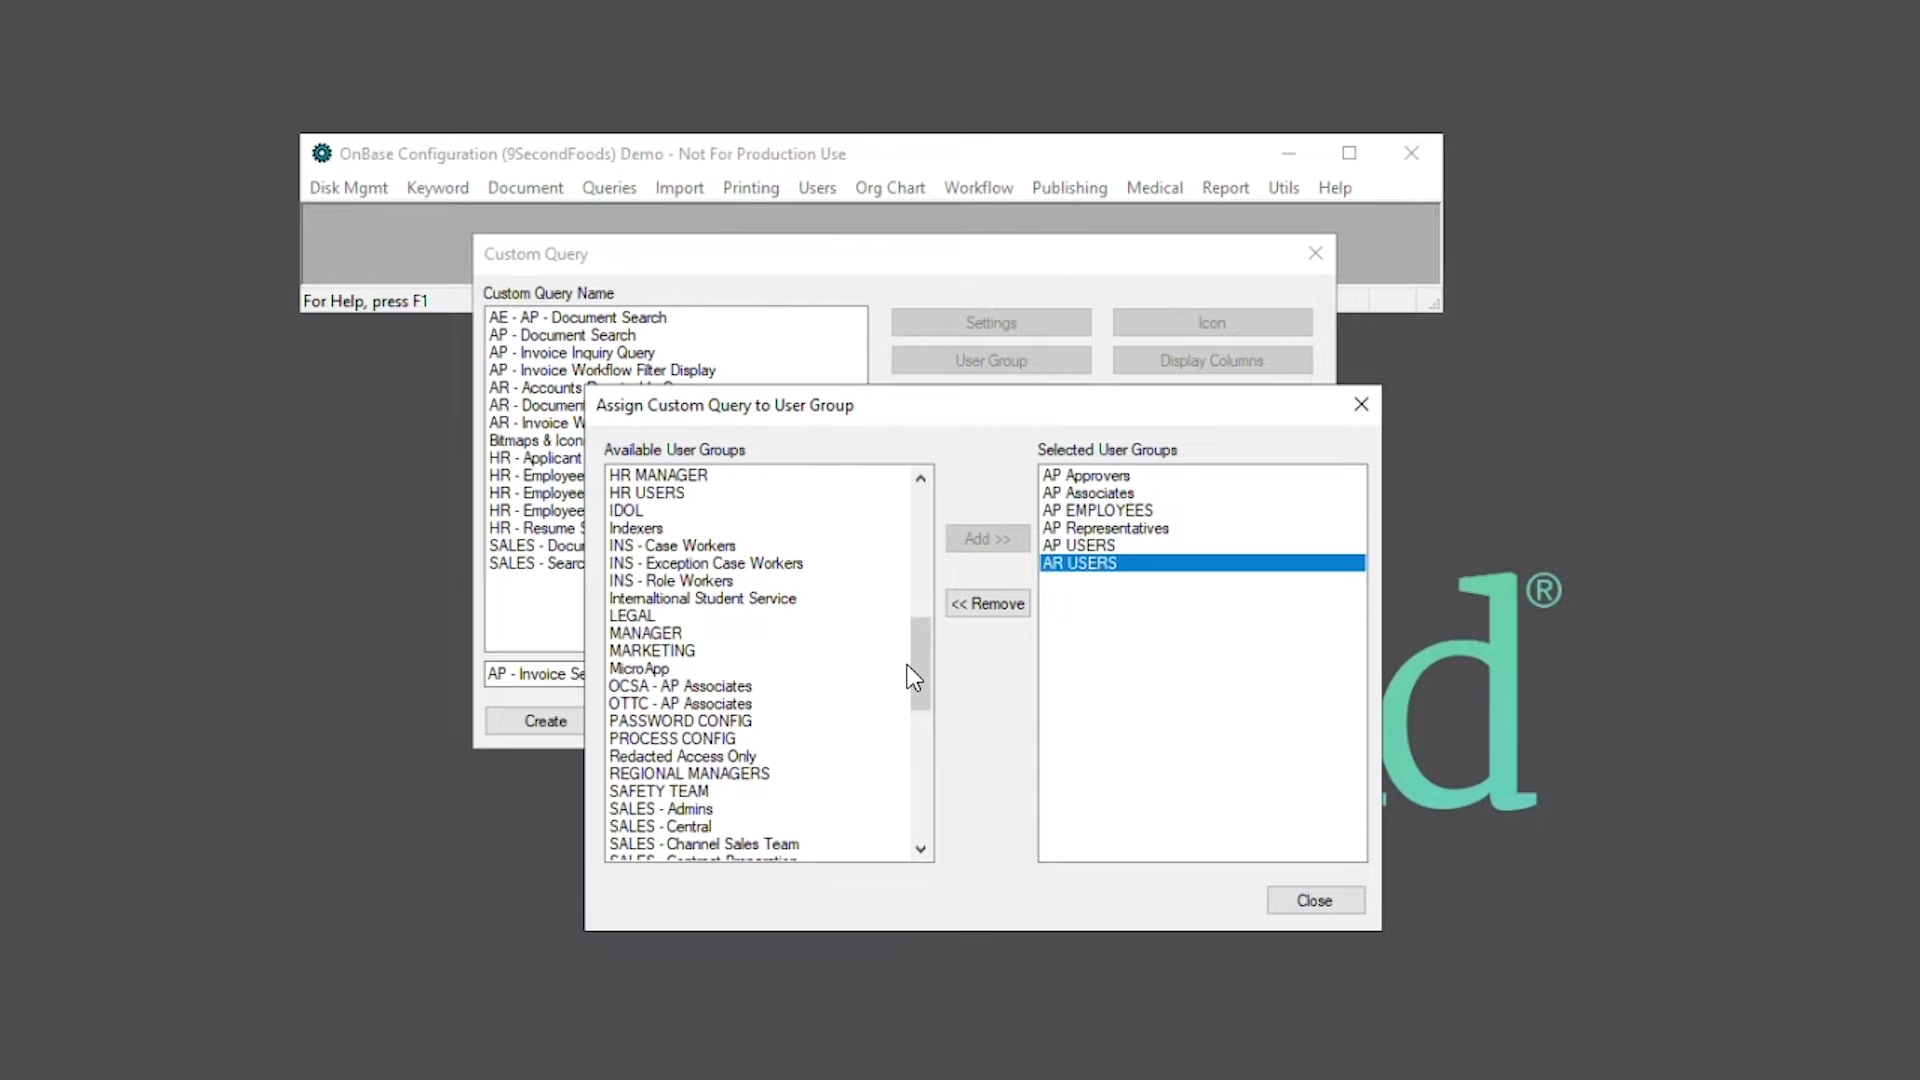 OnBase Configuration (9SecondFoods) Demo - Not For Production Use
Disk Mgmt Keyword Document Queries Import Printing Users Org Chart Workflow Publishing Medical Report Utils Help
For Help, press F1
Custom Query
Custom Query Name
AE - AP - Document Search
AP - Document Search
AP - Invoice Inquiry Query
AP - Invoice Workflow Filter Display
AR - Accounts
AR - Documen
AR - Invoice W
Bitmaps & Icon
HR - Applicant
HR - Employee
HR - Employee
HR - Employee
HR - Resume S
SALES - Docu
SALES - Searc
AP - Invoice Se
Create
Settings
Icon
User Group
Display Columns
Assign Custom Query to User Group
Available User Groups
HR MANAGER
HR USERS
IDOL
Indexers
INS - Case Workers
INS - Exception Case Workers
INS - Role Workers
Internaltional Student Service
LEGAL
MANAGER
MARKETING
MicroApp
OCSA - AP Associates
OTTC - AP Associates
PASSWORD CONFIG
PROCESS CONFIG
Redacted Access Only
REGIONAL MANAGERS
SAFETY TEAM
SALES - Admins
SALES - Central
SALES - Channel Sales Team
Add >>
<< Remove
Selected User Groups
AP Approvers
AP Associates
AP EMPLOYEES
AP Representatives
AP USERS
AR USERS
Close
d®